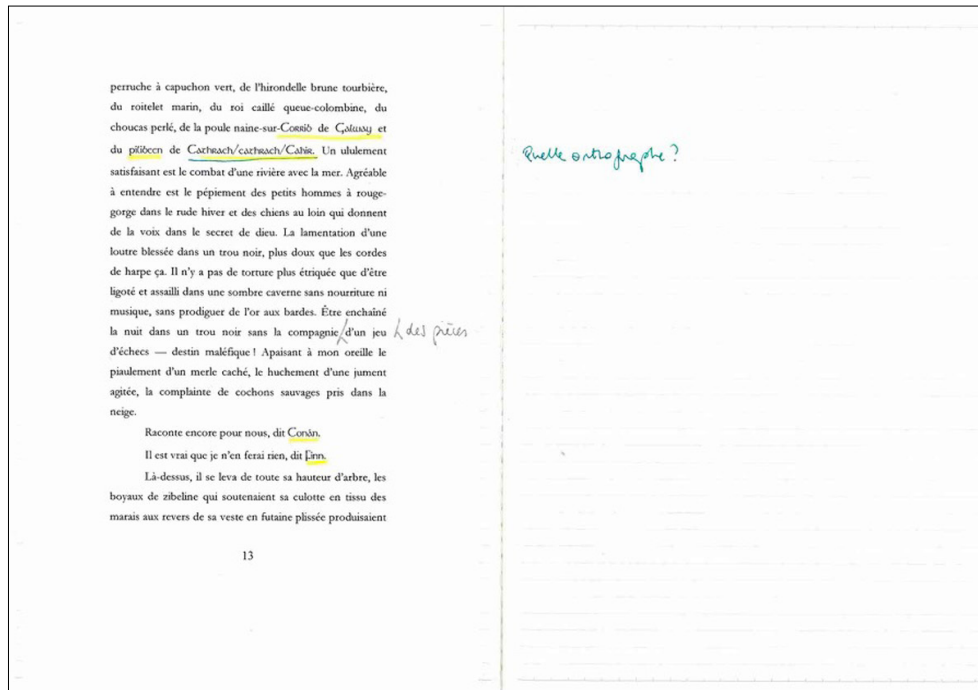 perruche à capuchon vert, de l'hirondelle brune tourbière,
du roitelet marin, du roi caillé queue-colombine, du
choucas perlé, de la poule naine-sur-Corrib de Galway et
du pilibeen de Cathrach/cathrach/Cahir. Un ululement
Quelle orthographe ?
satisfaisant est le combat d'une rivière avec la mer. Agréable
à entendre est le pépiement des petits hommes à rouge-
gorge dans le rude hiver et des chiens au loin qui donnent
de la voix dans le secret de dieu. La lamentation d'une
loutre blessée dans un trou noir, plus doux que les cordes
de harpe ça. Il n'y a pas de torture plus étriquée que d'être
ligoté et assailli dans une sombre caverne sans nourriture ni
musique, sans prodiguer de l'or aux bardes. Être enchaîné
la nuit dans un trou noir sans la compagnie d'un jeu
des pièces
d'échecs — destin maléfique ! Apaisant à mon oreille le
piaulement d'un merle caché, le huchement d'une jument
agitée, la complainte de cochons sauvages pris dans la
neige.
Raconte encore pour nous, dit Conán.
Il est vrai que je n'en ferai rien, dit Finn.
Là-dessus, il se leva de toute sa hauteur d'arbre, les
boyaux de zibeline qui soutenaient sa culotte en tissu des
marais aux revers de sa veste en futaine plissée produisaient
13